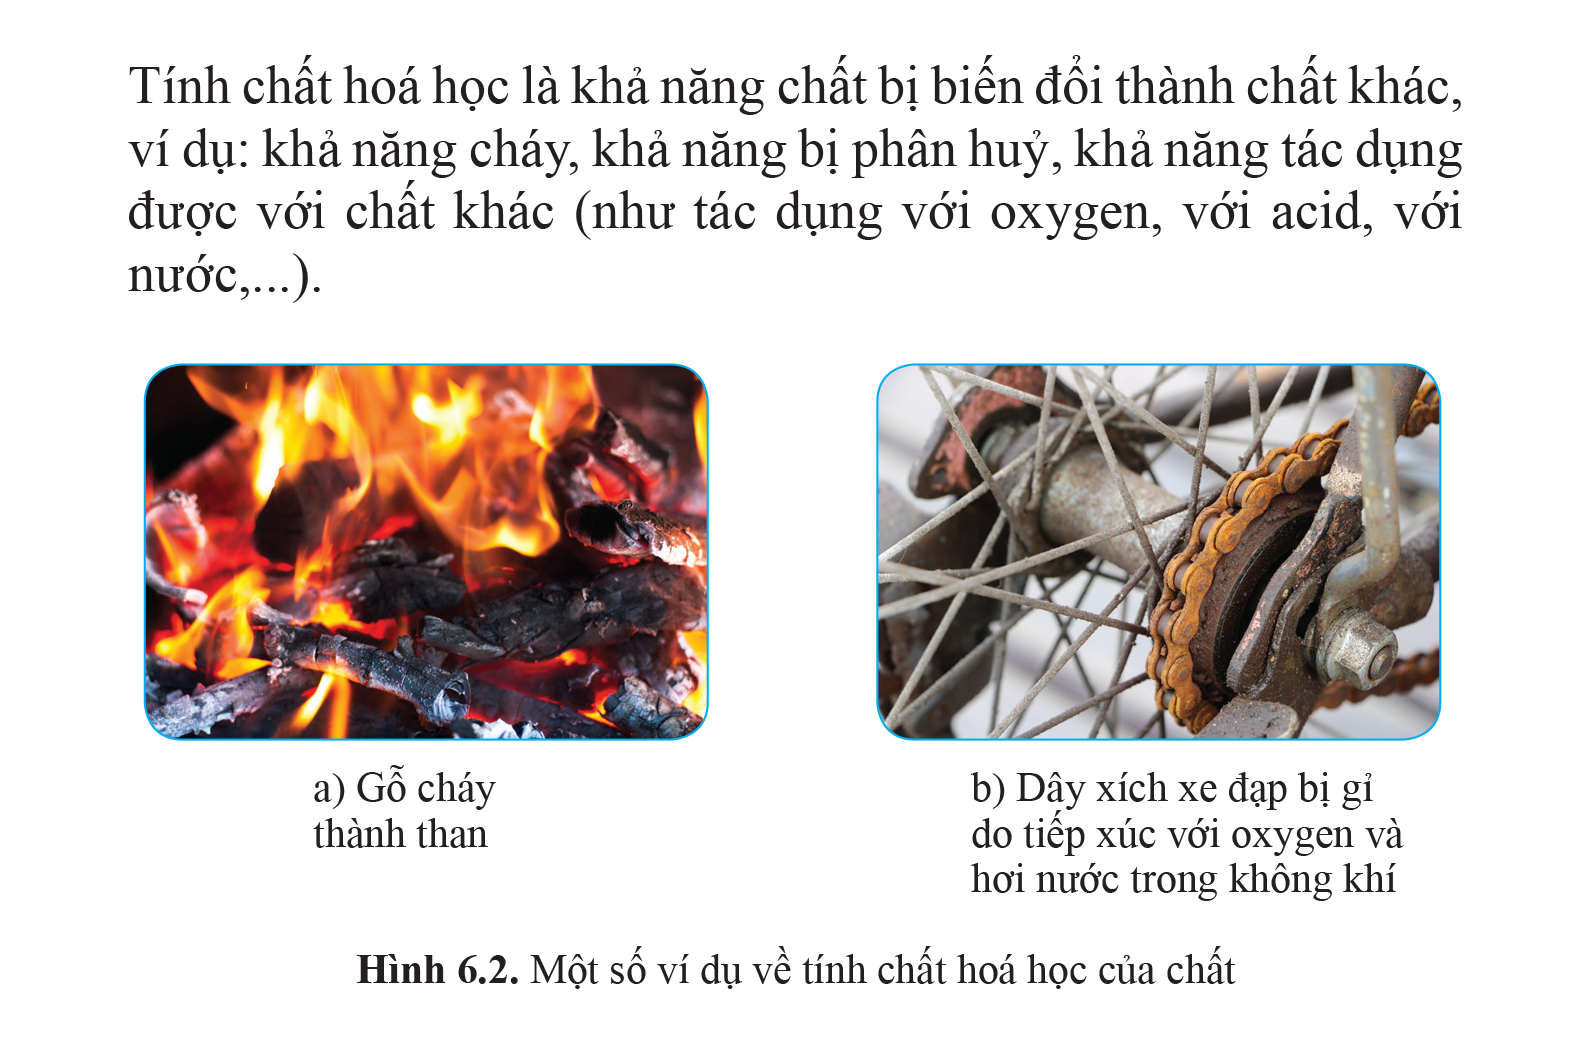 Tính chất hoá học là khả năng chất bị biến đổi thành chất khác,
ví dụ: khả năng cháy, khả năng bị phân huỷ, khả năng tác dụng
được với chất khác (như tác dụng với oxygen, với acid, với
nước,...).
a) Gỗ cháy
thành than
b) Dây xích xe đạp bị gỉ
do tiếp xúc với oxygen và
hơi nước trong không khí
Hình 6.2. Một số ví dụ về tính chất hoá học của chất